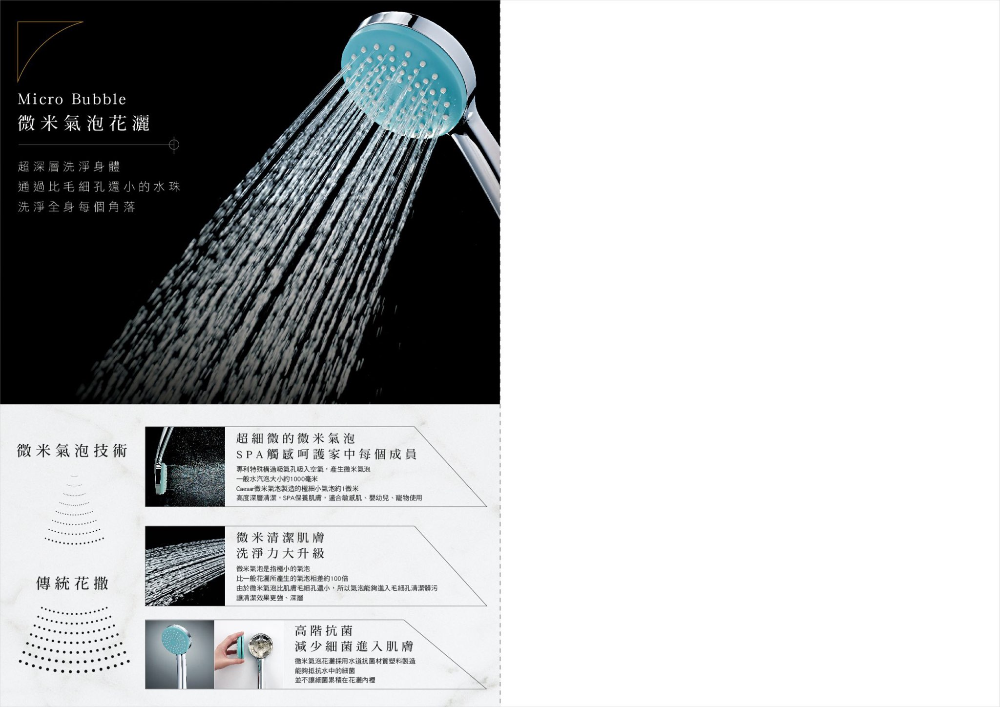 Micro Bubble
微米氣泡花灑
超深層洗淨身體
通過比毛細孔還小的水珠
洗淨全身每個角落
微米氣泡技術
傳統花撒
超細微的微米氣泡
SPA觸感呵護家中每個成員
專利特殊構造吸氣孔吸入空氣，產生微米氣泡
一般水汽泡大小約1000毫米
Caesar微米氣泡製造的極細小氣泡約1微米
高度深層清潔，SPA保養肌膚，適合敏感肌、嬰幼兒、寵物使用
微米清潔肌膚
洗淨力大升級
微米氣泡是指極小的氣泡
比一般花灑所產生的氣泡相差約100倍
由於微米氣泡比肌膚毛細孔還小，所以氣泡能夠進入毛細孔清潔髒污
讓清潔效果更強、深層
高階抗菌
減少細菌進入肌膚
微米氣泡花灑採用水道抗菌材質塑料製造
能夠抵抗水中的細菌
並不讓細菌累積在花灑內裡